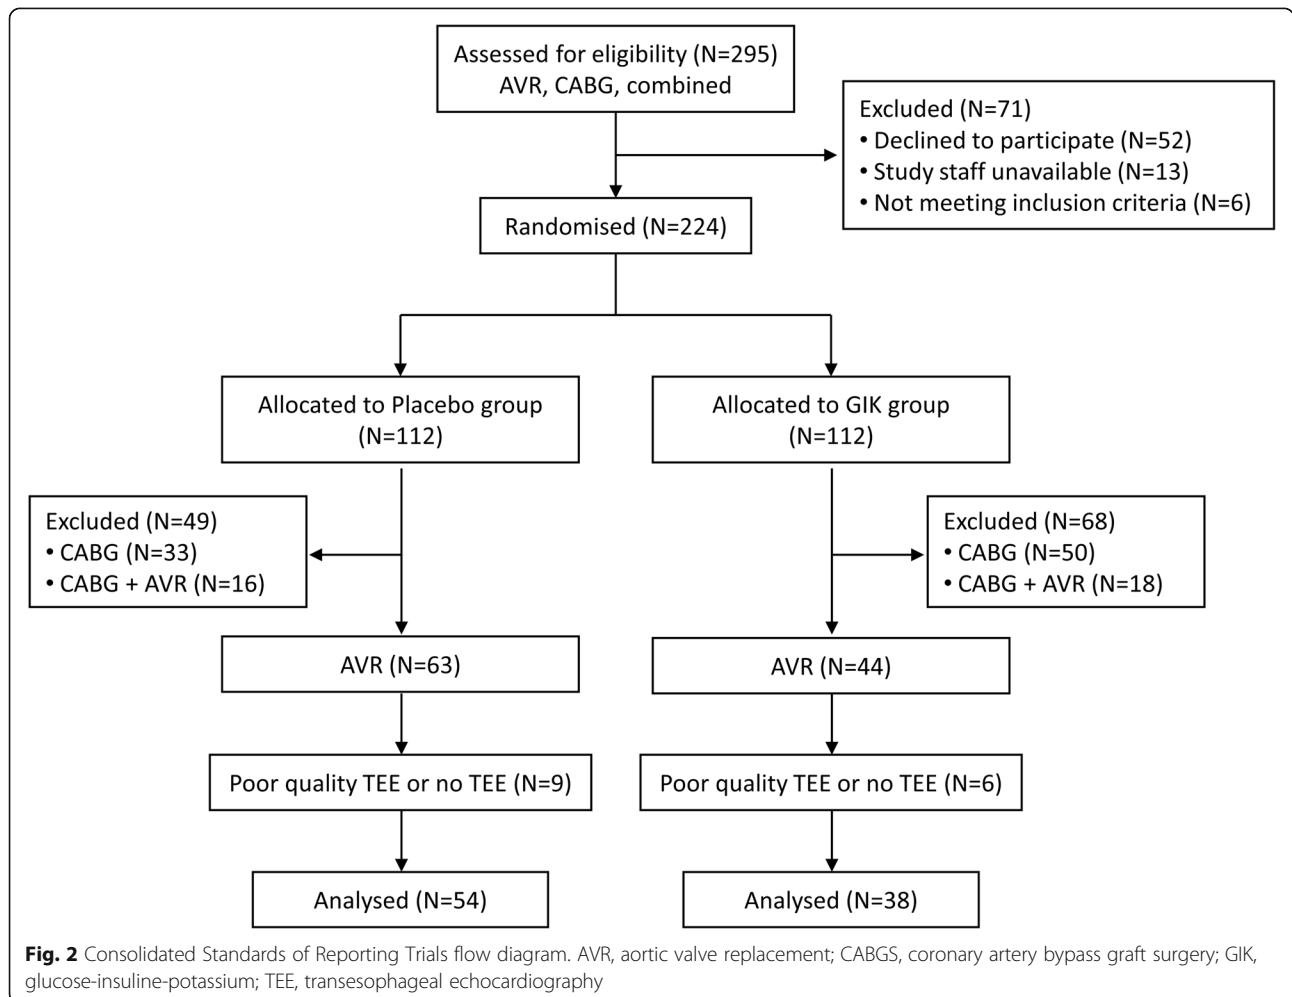 Assessed for eligibility (N=295)
AVR, CABG, combined
Excluded (N=71)
• Declined to participate (N=52)
• Study staff unavailable (N=13)
• Not meeting inclusion criteria (N=6)
Randomised (N=224)
Allocated to Placebo group
(N=112)
Allocated to GIK group
(N=112)
Excluded (N=49)
• CABG (N=33)
• CABG + AVR (N=16)
Excluded (N=68)
• CABG (N=50)
• CABG + AVR (N=18)
AVR (N=63)
AVR (N=44)
Poor quality TEE or no TEE (N=9)
Poor quality TEE or no TEE (N=6)
Analysed (N=54)
Analysed (N=38)
Fig. 2 Consolidated Standards of Reporting Trials flow diagram. AVR, aortic valve replacement; CABGS, coronary artery bypass graft surgery; GIK,
glucose-insuline-potassium; TEE, transesophageal echocardiography